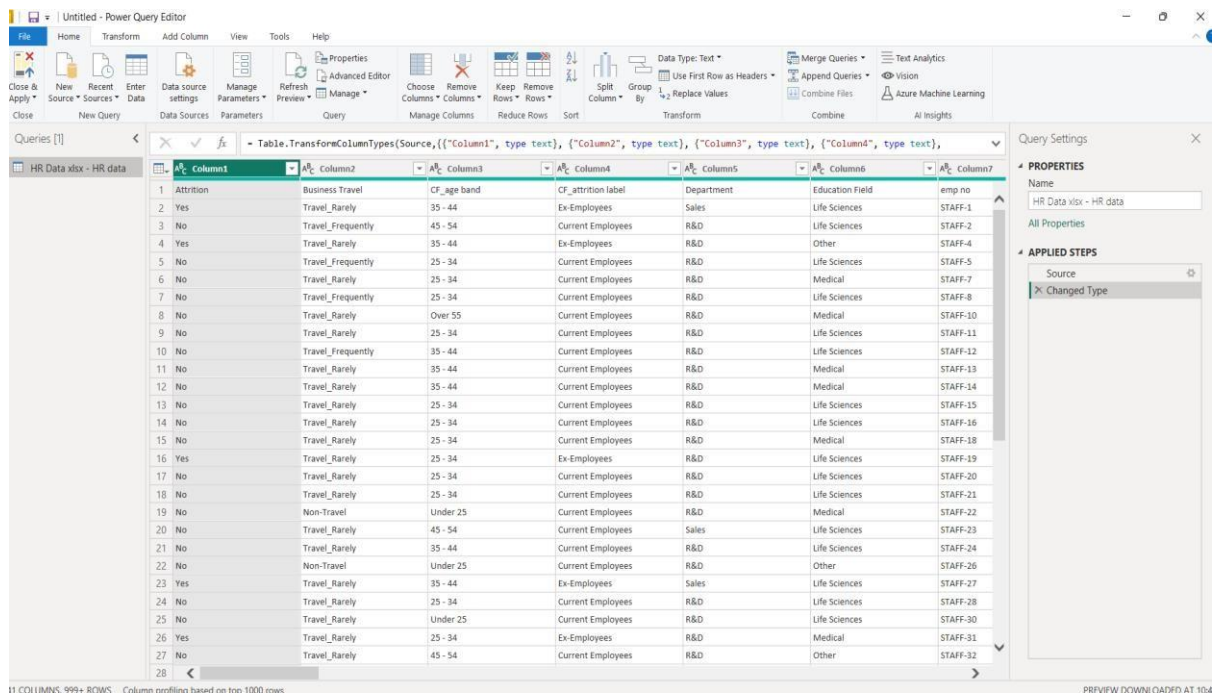 Untitled - Power Query Editor
File Home Transform Add Column View Tools Help
Close & Apply
New Source
Recent Sources
Enter Data
Data source settings
Manage Parameters
Refresh Preview
Properties
Advanced Editor
Manage
Choose Columns
Remove Columns
Keep Rows
Remove Rows
Split Column
Group By
Data Type: Text
Use First Row as Headers
Replace Values
Merge Queries
Append Queries
Combine Files
Text Analytics
Vision
Azure Machine Learning
Close New Query Data Sources Parameters Query Manage Columns Reduce Rows Sort Transform Combine AI Insights
Queries [1]
HR Data xlsx - HR data
fx = Table.TransformColumnTypes(Source,{{"Column1", type text}, {"Column2", type text}, {"Column3", type text}, {"Column4", type text},
Column1 Column2 Column3 Column4 Column5 Column6 Column7
1 Attrition Business Travel CF_age band CF_attrition label Department Education Field emp no
2 Yes Travel_Rarely 35 - 44 Ex-Employees Sales Life Sciences STAFF-1
3 No Travel_Frequently 45 - 54 Current Employees R&D Life Sciences STAFF-2
4 Yes Travel_Rarely 35 - 44 Ex-Employees R&D Other STAFF-4
5 No Travel_Frequently 25 - 34 Current Employees R&D Life Sciences STAFF-5
6 No Travel_Rarely 25 - 34 Current Employees R&D Medical STAFF-7
7 No Travel_Frequently 25 - 34 Current Employees R&D Life Sciences STAFF-8
8 No Travel_Rarely Over 55 Current Employees R&D Medical STAFF-10
9 No Travel_Rarely 25 - 34 Current Employees R&D Life Sciences STAFF-11
10 No Travel_Frequently 35 - 44 Current Employees R&D Life Sciences STAFF-12
11 No Travel_Rarely 35 - 44 Current Employees R&D Medical STAFF-13
12 No Travel_Rarely 35 - 44 Current Employees R&D Medical STAFF-14
13 No Travel_Rarely 25 - 34 Current Employees R&D Life Sciences STAFF-15
14 No Travel_Rarely 25 - 34 Current Employees R&D Life Sciences STAFF-16
15 No Travel_Rarely 25 - 34 Current Employees R&D Medical STAFF-18
16 Yes Travel_Rarely 25 - 34 Ex-Employees R&D Life Sciences STAFF-19
17 No Travel_Rarely 25 - 34 Current Employees R&D Life Sciences STAFF-20
18 No Travel_Rarely 25 - 34 Current Employees R&D Life Sciences STAFF-21
19 No Non-Travel Under 25 Current Employees R&D Medical STAFF-22
20 No Travel_Rarely 45 - 54 Current Employees Sales Life Sciences STAFF-23
21 No Travel_Rarely 35 - 44 Current Employees R&D Life Sciences STAFF-24
22 No Non-Travel Under 25 Current Employees R&D Other STAFF-26
23 Yes Travel_Rarely 35 - 44 Ex-Employees Sales Life Sciences STAFF-27
24 No Travel_Rarely 25 - 34 Current Employees R&D Life Sciences STAFF-28
25 No Travel_Rarely Under 25 Current Employees R&D Life Sciences STAFF-30
26 Yes Travel_Rarely 25 - 34 Ex-Employees R&D Medical STAFF-31
27 No Travel_Rarely 45 - 54 Current Employees R&D Other STAFF-32
28
Query Settings
PROPERTIES
Name
HR Data xlsx - HR data
All Properties
APPLIED STEPS
Source
Changed Type
41 COLUMNS, 999+ ROWS Column profiling based on top 1000 rows
PREVIEW DOWNLOADED AT 10:4